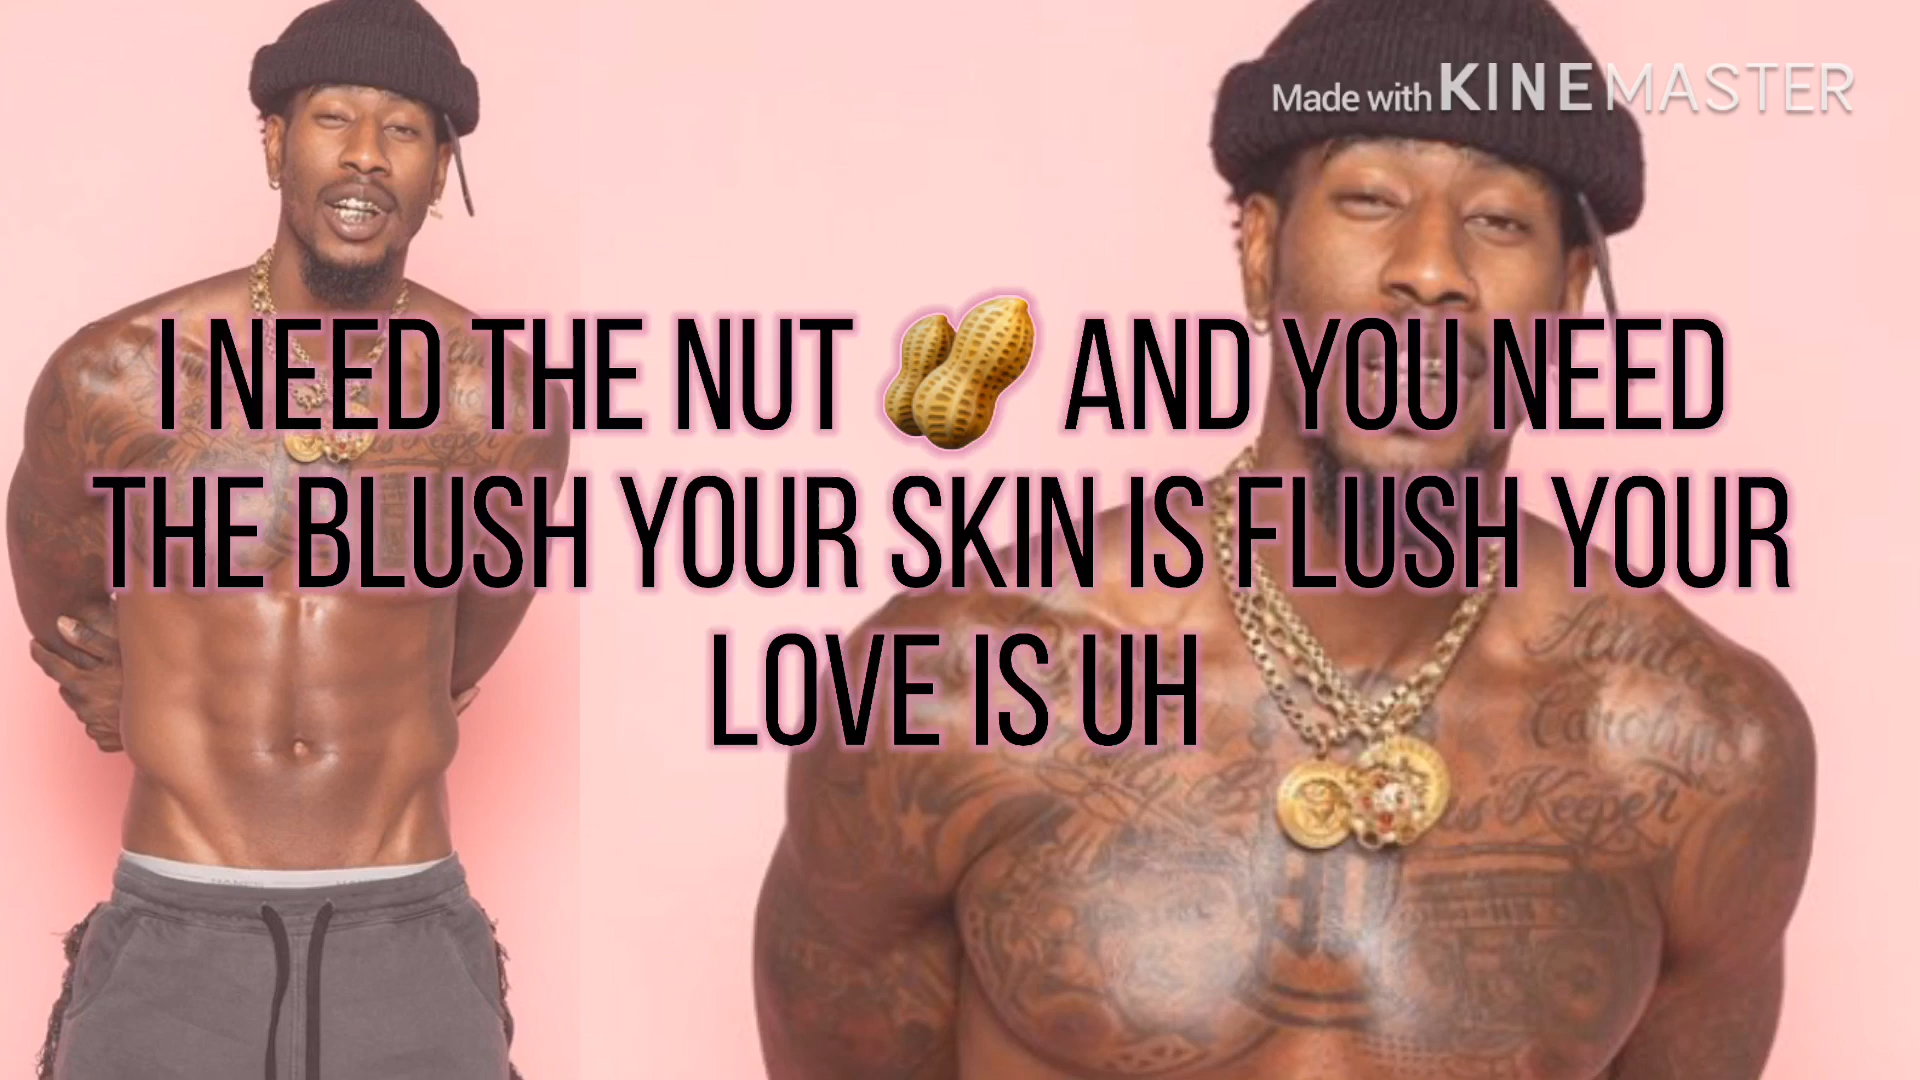 Made with KINEMASTER
I NEED THE NUT 🥜 AND YOU NEED
THE BLUSH YOUR SKIN IS FLUSH YOUR
LOVE IS UH
Keeper